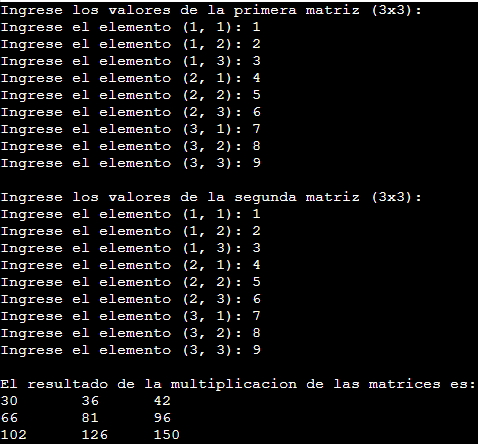 Ingrese los valores de la primera matriz (3x3):
Ingrese el elemento (1, 1): 1
Ingrese el elemento (1, 2): 2
Ingrese el elemento (1, 3): 3
Ingrese el elemento (2, 1): 4
Ingrese el elemento (2, 2): 5
Ingrese el elemento (2, 3): 6
Ingrese el elemento (3, 1): 7
Ingrese el elemento (3, 2): 8
Ingrese el elemento (3, 3): 9
Ingrese los valores de la segunda matriz (3x3):
Ingrese el elemento (1, 1): 1
Ingrese el elemento (1, 2): 2
Ingrese el elemento (1, 3): 3
Ingrese el elemento (2, 1): 4
Ingrese el elemento (2, 2): 5
Ingrese el elemento (2, 3): 6
Ingrese el elemento (3, 1): 7
Ingrese el elemento (3, 2): 8
Ingrese el elemento (3, 3): 9
El resultado de la multiplicacion de las matrices es:
30 36 42
66 81 96
102 126 150